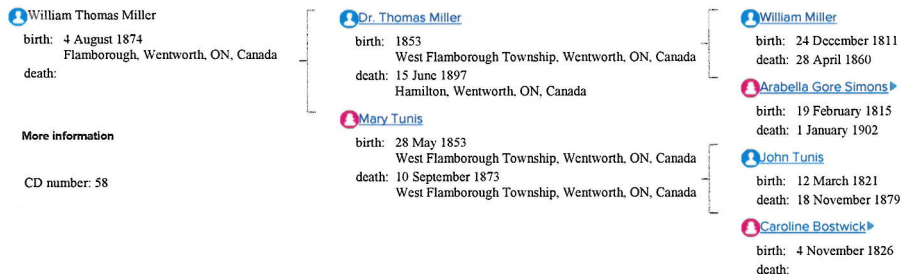 William Thomas Miller
birth: 4 August 1874
Flamborough, Wentworth, ON, Canada
death:
More information
CD number: 58
Dr. Thomas Miller
birth: 1853
West Flamborough Township, Wentworth, ON, Canada
death: 15 June 1897
Hamilton, Wentworth, ON, Canada
Mary Tunis
birth: 28 May 1853
West Flamborough Township, Wentworth, ON, Canada
death: 10 September 1873
West Flamborough Township, Wentworth, ON, Canada
William Miller
birth: 24 December 1811
death: 28 April 1860
Arabella Gore Simons
birth: 19 February 1815
death: 1 January 1902
John Tunis
birth: 12 March 1821
death: 18 November 1879
Caroline Bostwick
birth: 4 November 1826
death: